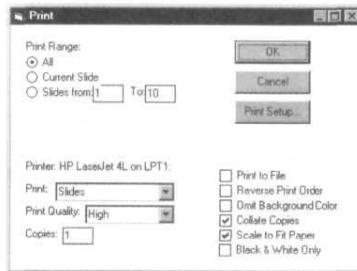 Print
Print Range:
All
Current Slide
Slides from: 1 To: 10
OK
Cancel
Print Setup...
Printer: HP LaserJet 4L on LPT1:
Print: Slides
Print Quality: High
Copies: 1
Print to File
Reverse Print Order
Omit Background Color
Collate Copies
Scale to Fit Paper
Black & White Only